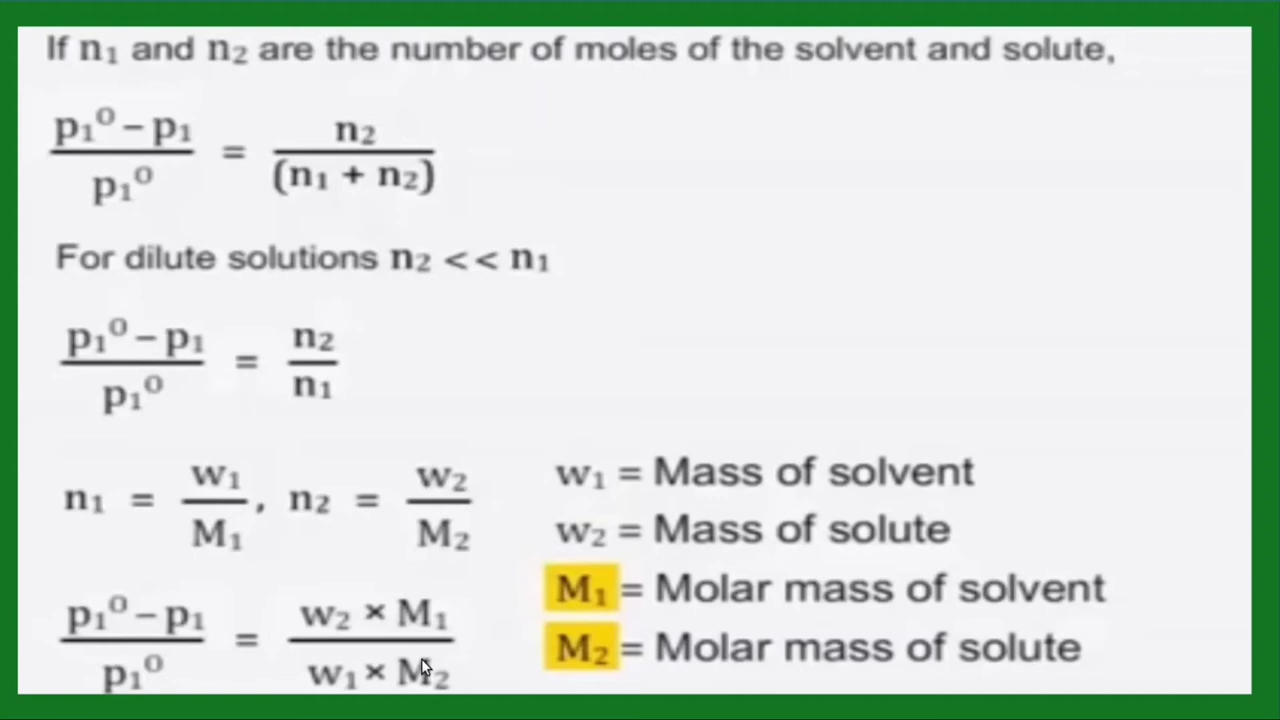 If n₁ and n₂ are the number of moles of the solvent and solute,
(p₁⁰ – p₁) / p₁⁰ = n₂ / (n₁ + n₂)
For dilute solutions n₂ << n₁
(p₁⁰ – p₁) / p₁⁰ = n₂ / n₁
n₁ = w₁ / M₁, n₂ = w₂ / M₂
w₁ = Mass of solvent
w₂ = Mass of solute
M₁ = Molar mass of solvent
M₂ = Molar mass of solute
(p₁⁰ – p₁) / p₁⁰ = (w₂ × M₁) / (w₁ × M₂)